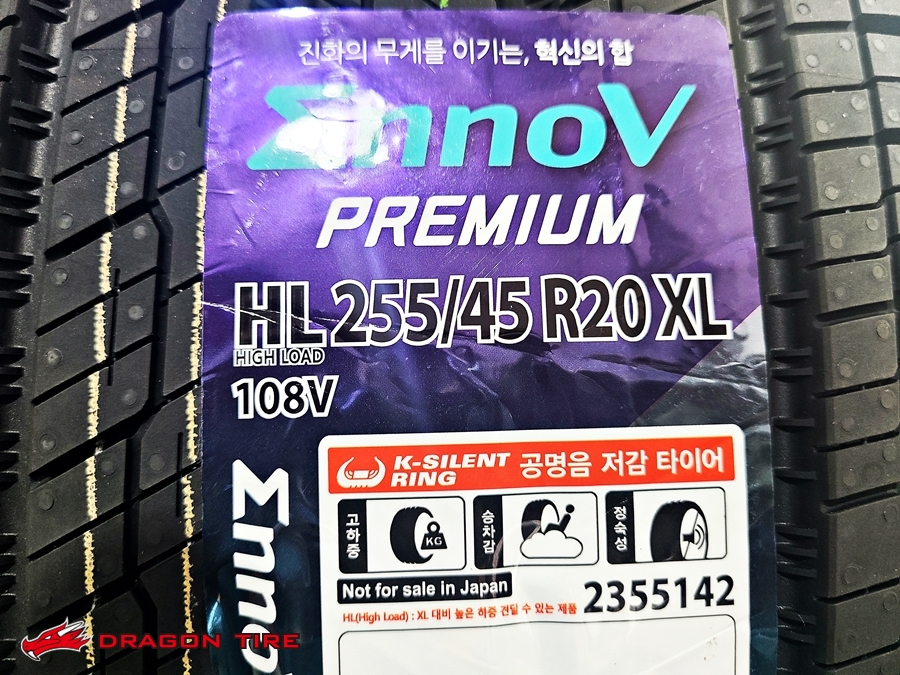 진화의 무게를 이기는, 혁신의 힘
EnnoV
PREMIUM
HL 255/45 R20 XL
HIGH LOAD
108V
K-SILENT RING 공명음 저감 타이어
고하중
KG
승차감
정숙성
Not for sale in Japan
2355142
HL(High Load) : XL 대비 높은 하중 견딜 수 있는 제품
EnnoV
DRAGON TIRE